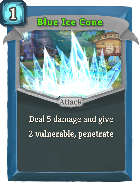 1
Blue Ice Cone
Attack
Deal 5 damage and give
2 vulnerable, penetrate